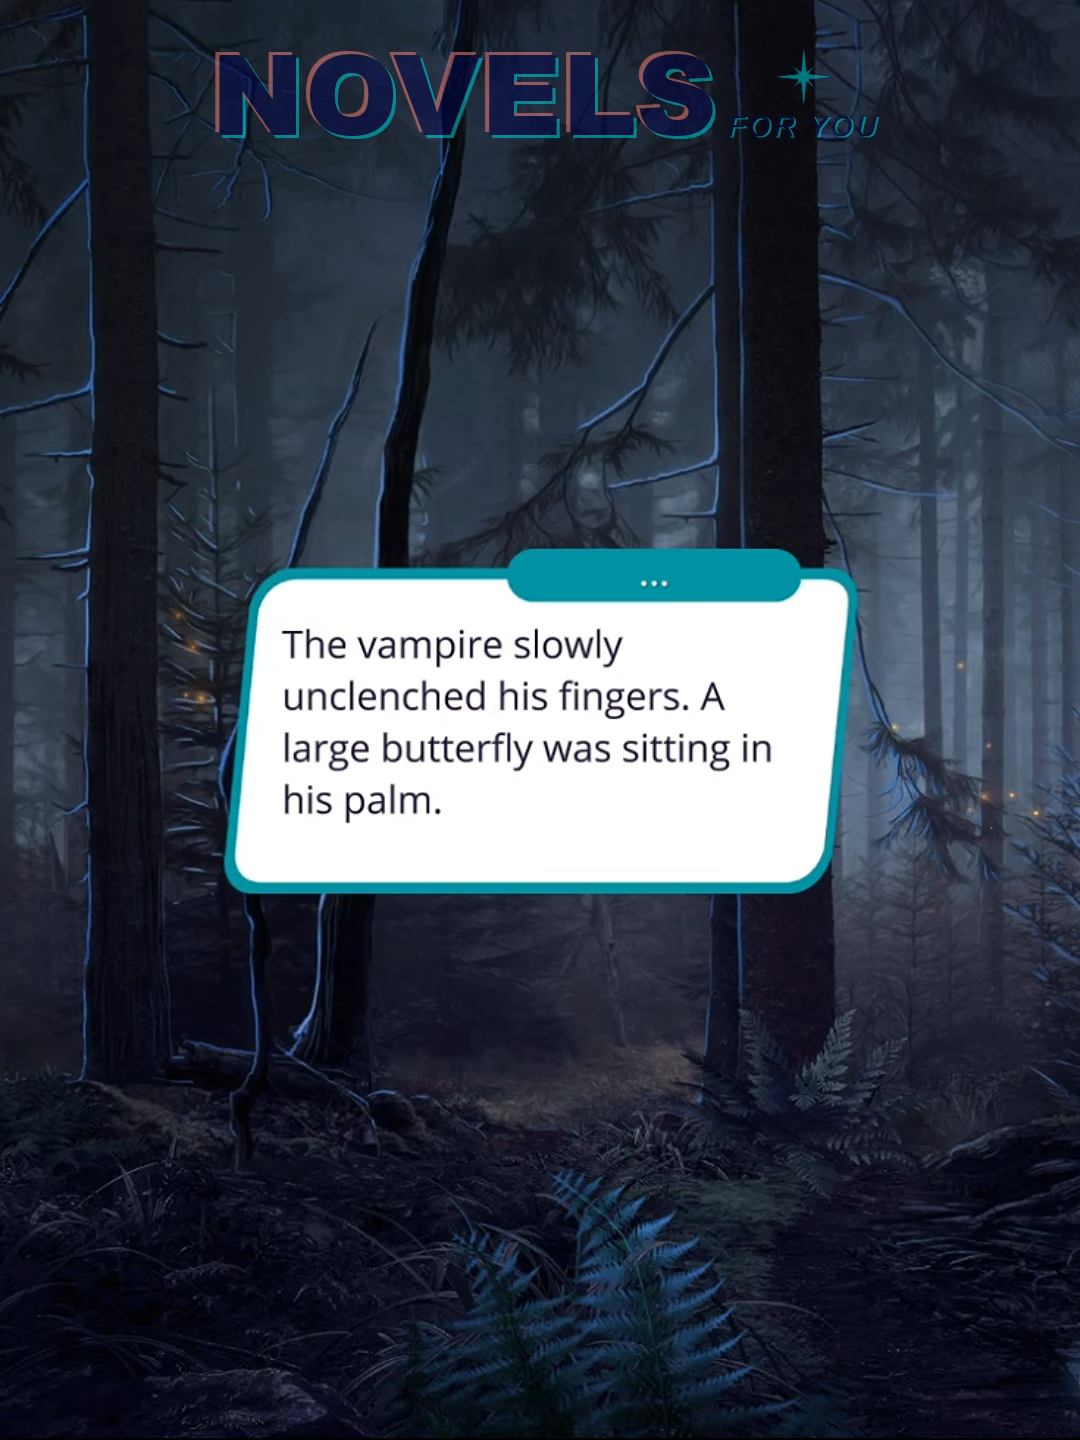 NOVELS
FOR YOU
...
The vampire slowly
unclenched his fingers. A
large butterfly was sitting in
his palm.